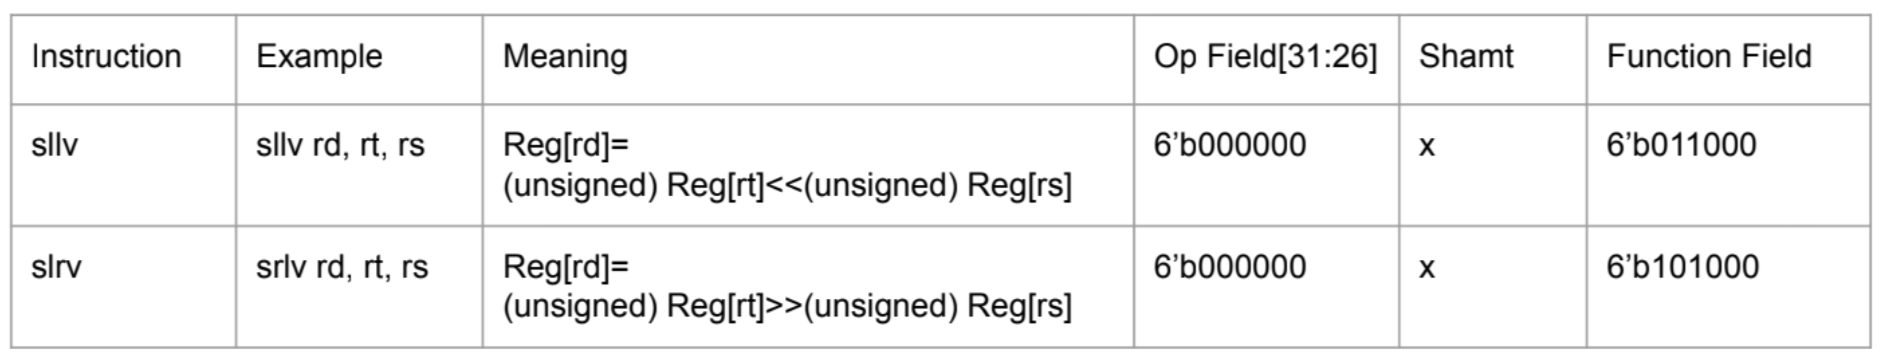 Instruction Example Meaning Op Field[31:26] Shamt Function Field
sllv sllv rd, rt, rs Reg[rd]= 6’b000000 x 6’b011000
(unsigned) Reg[rt]<<(unsigned) Reg[rs]
slrv srlv rd, rt, rs Reg[rd]= 6’b000000 x 6’b101000
(unsigned) Reg[rt]>>(unsigned) Reg[rs]